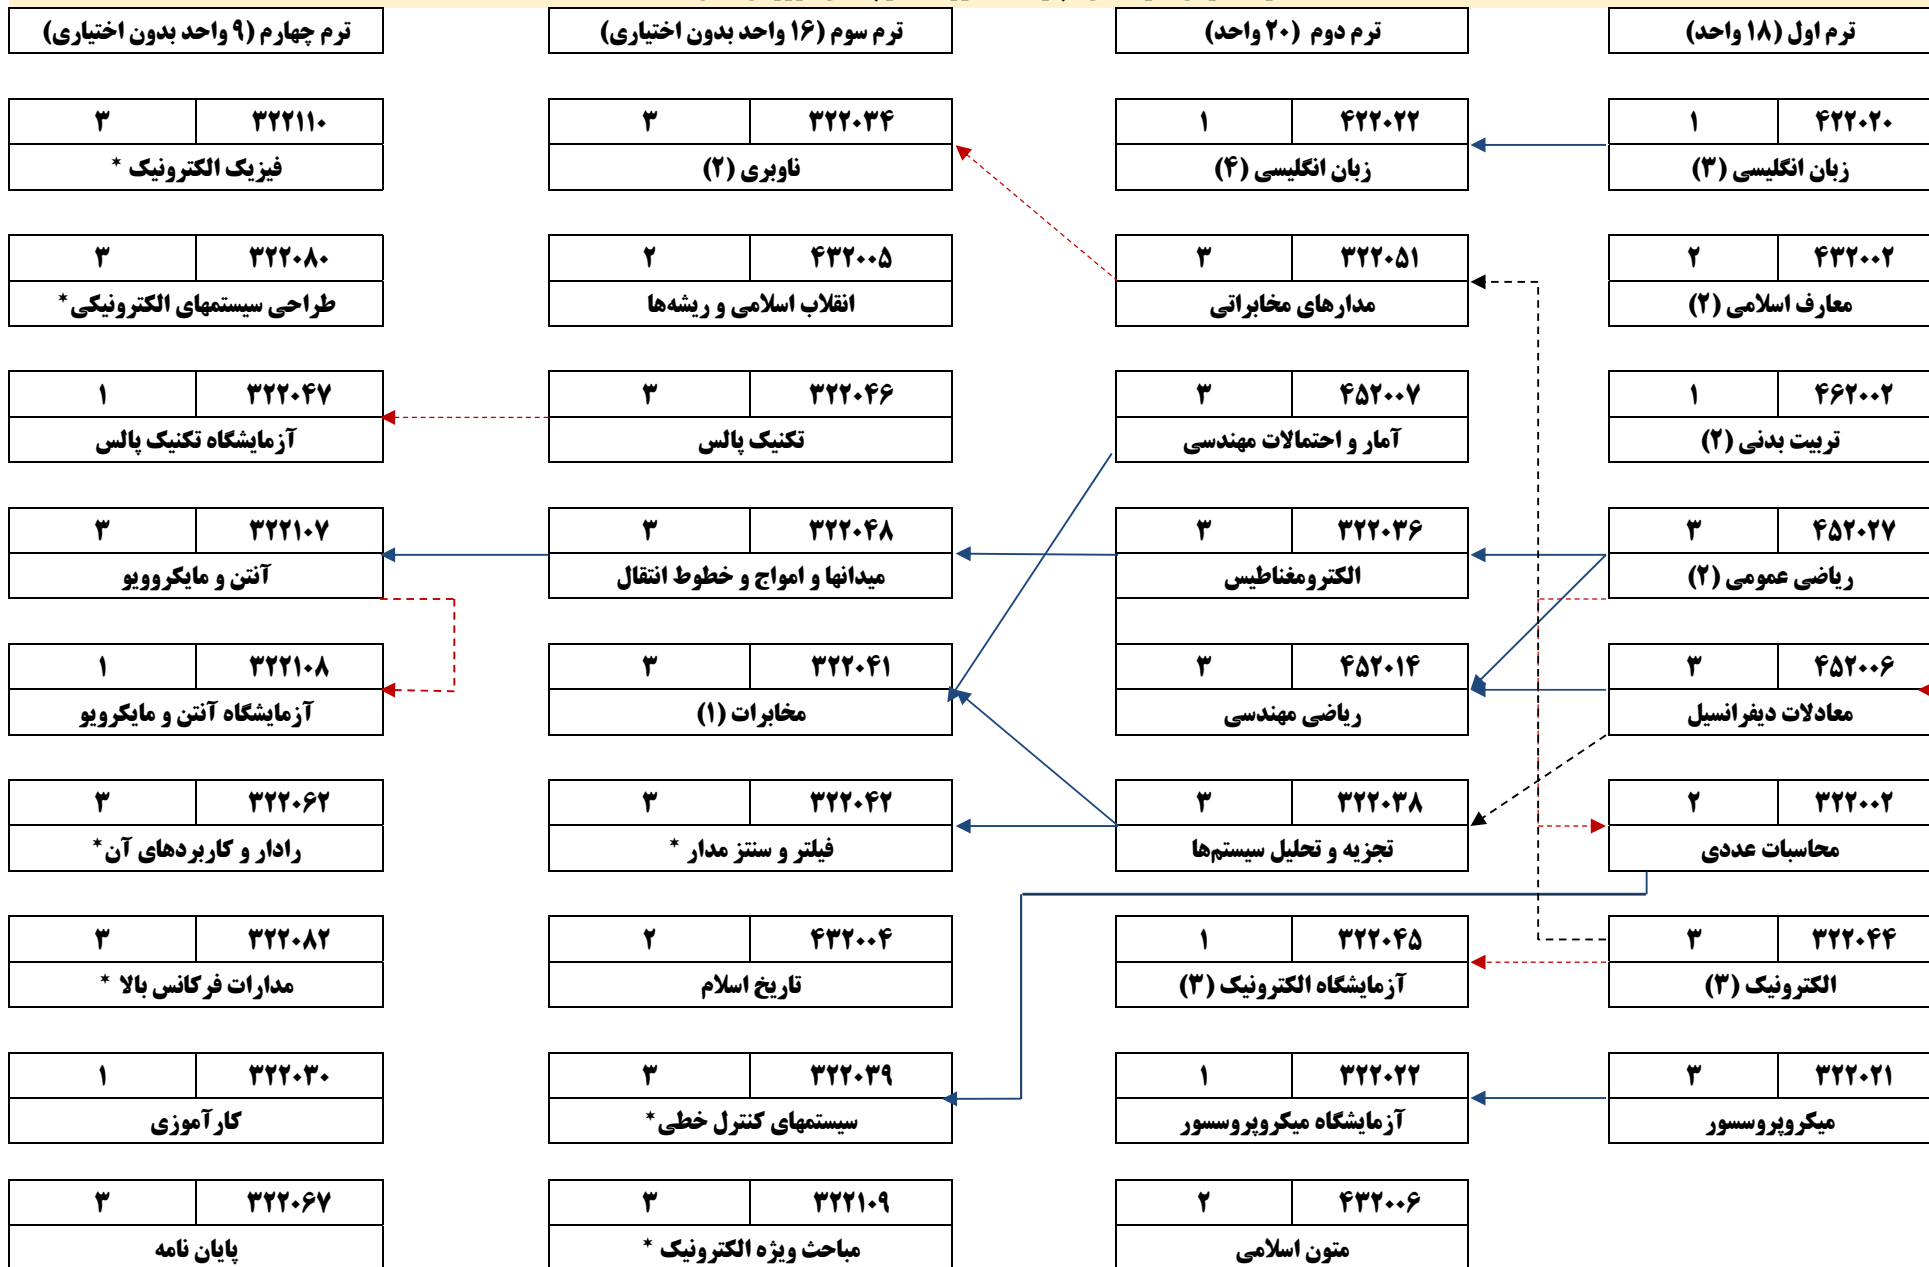 ترم اول (۱۸ واحد) ترم دوم (۲۰ واحد) ترم سوم (۱۶ واحد بدون اختیاری) ترم چهارم (۹ واحد بدون اختیاری)
۴۲۲۰۲۰ ۱ ۴۲۲۰۲۲ ۱ ۳۲۲۰۳۴ ۳ ۳۲۲۱۱۰ ۳
زبان انگلیسی (۳) زبان انگلیسی (۴) ناوبری (۲) فیزیک الکترونیک *
۴۳۲۰۰۲ ۲ ۳۲۲۰۵۱ ۳ ۴۳۲۰۰۵ ۲ ۳۲۲۰۸۰ ۳
معارف اسلامی (۲) مدارهای مخابراتی انقلاب اسلامی و ریشه‌ها طراحی سیستمهای الکترونیکی *
۴۶۲۰۰۲ ۱ ۴۵۲۰۰۷ ۳ ۳۲۲۰۴۶ ۳ ۳۲۲۰۴۷ ۱
تربیت بدنی (۲) آمار و احتمالات مهندسی تکنیک پالس آزمایشگاه تکنیک پالس
۴۵۲۰۲۷ ۳ ۳۲۲۰۳۶ ۳ ۳۲۲۰۴۸ ۳ ۳۲۲۱۰۷ ۳
ریاضی عمومی (۲) الکترومغناطیس میدانها و امواج و خطوط انتقال آنتن و مایکروویو
۴۵۲۰۰۶ ۳ ۴۵۲۰۱۴ ۳ ۳۲۲۰۴۱ ۳ ۳۲۲۱۰۸ ۱
معادلات دیفرانسیل ریاضی مهندسی مخابرات (۱) آزمایشگاه آنتن و مایکرویو
۳۲۲۰۰۲ ۲ ۳۲۲۰۳۸ ۳ ۳۲۲۰۴۲ ۳ ۳۲۲۰۶۲ ۳
محاسبات عددی تجزیه و تحلیل سیستم‌ها فیلتر و سنتز مدار * رادار و کاربردهای آن *
۳۲۲۰۴۴ ۳ ۳۲۲۰۴۵ ۱ ۴۳۲۰۰۴ ۲ ۳۲۲۰۸۲ ۳
الکترونیک (۳) آزمایشگاه الکترونیک (۳) تاریخ اسلام مدارات فرکانس بالا *
۳۲۲۰۲۱ ۳ ۳۲۲۰۲۲ ۱ ۳۲۲۰۳۹ ۳ ۳۲۲۰۳۰ ۱
میکروپروسسور آزمایشگاه میکروپروسسور سیستمهای کنترل خطی * کارآموزی
۴۳۲۰۰۶ ۲ ۳۲۲۱۰۹ ۳ ۳۲۲۰۶۷ ۳
متون اسلامی مباحث ویژه الکترونیک * پایان نامه